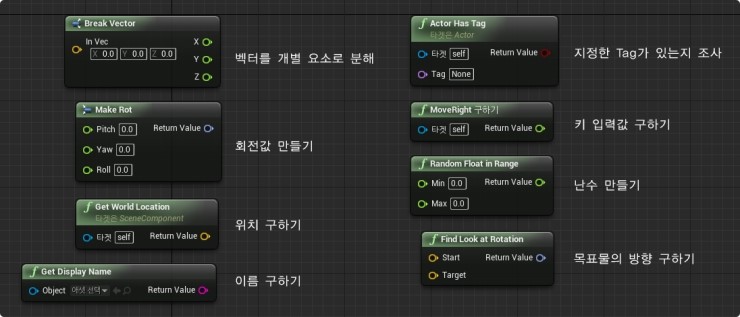 Break Vector
In Vec
X 0.0 Y 0.0 Z 0.0
X
Y
Z
벡터를 개별 요소로 분해
Make Rot
Pitch 0.0 Return Value
Yaw 0.0
Roll 0.0
회전값 만들기
Get World Location
타겟은 SceneComponent
타겟 self Return Value
위치 구하기
Get Display Name
Object 애셋 선택 Return Value
이름 구하기
Actor Has Tag
타겟은 Actor
타겟 self Return Value
Tag None
지정한 Tag가 있는지 조사
MoveRight 구하기
타겟 self Return Value
키 입력값 구하기
Random Float in Range
Min 0.0 Return Value
Max 0.0
난수 만들기
Find Look at Rotation
Start Return Value
Target
목표물의 방향 구하기